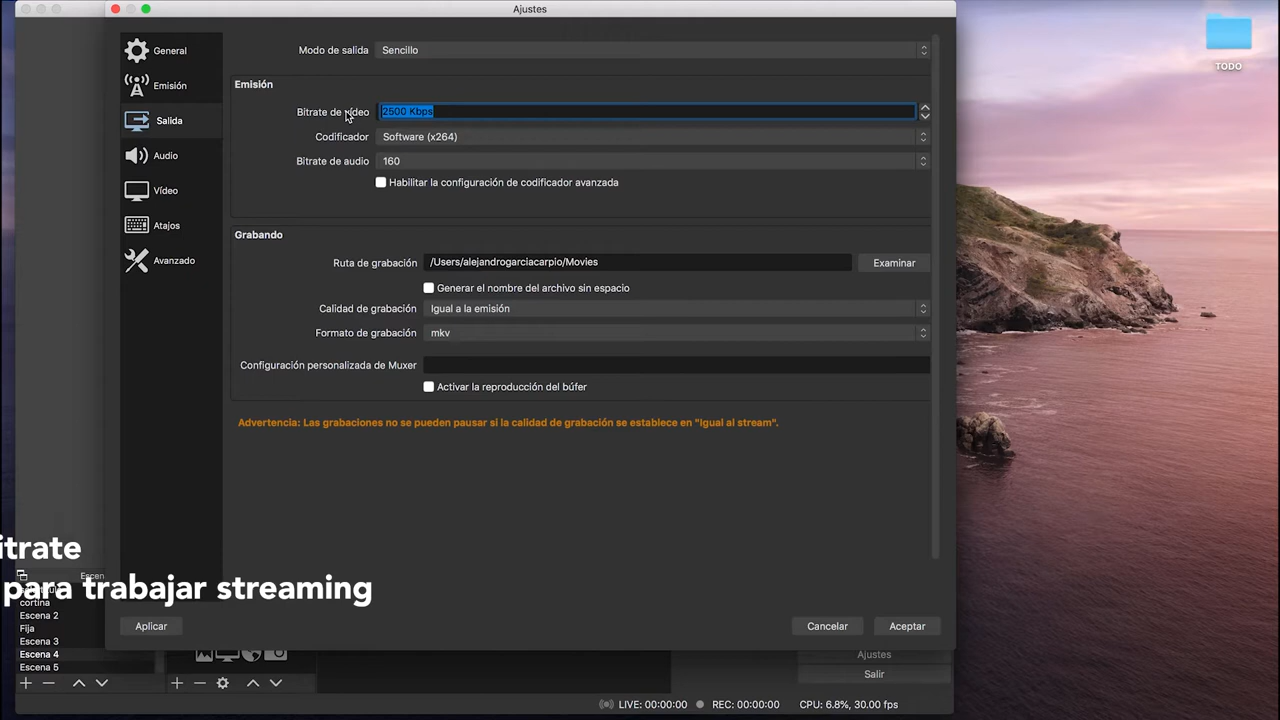 Ajustes
TODO
General
Emisión
Salida
Audio
Vídeo
Atajos
Avanzado
Modo de salida Sencillo
Emisión
Bitrate de vídeo 2500 Kbps
Codificador Software (x264)
Bitrate de audio 160
Habilitar la configuración de codificador avanzada
Grabando
Ruta de grabación /Users/alejandrogarciacarpio/Movies Examinar
Generar el nombre del archivo sin espacio
Calidad de grabación Igual a la emisión
Formato de grabación mkv
Configuración personalizada de Muxer
Activar la reproducción del búfer
Advertencia: Las grabaciones no se pueden pausar si la calidad de grabación se establece en "Igual al stream".
itrate
para trabajar streaming
Escen
cortina
Escena 2
Fija
Escena 3
Escena 4
Escena 5
Aplicar Cancelar Aceptar
Ajustes
Salir
LIVE: 00:00:00 REC: 00:00:00 CPU: 6.8%, 30.00 fps